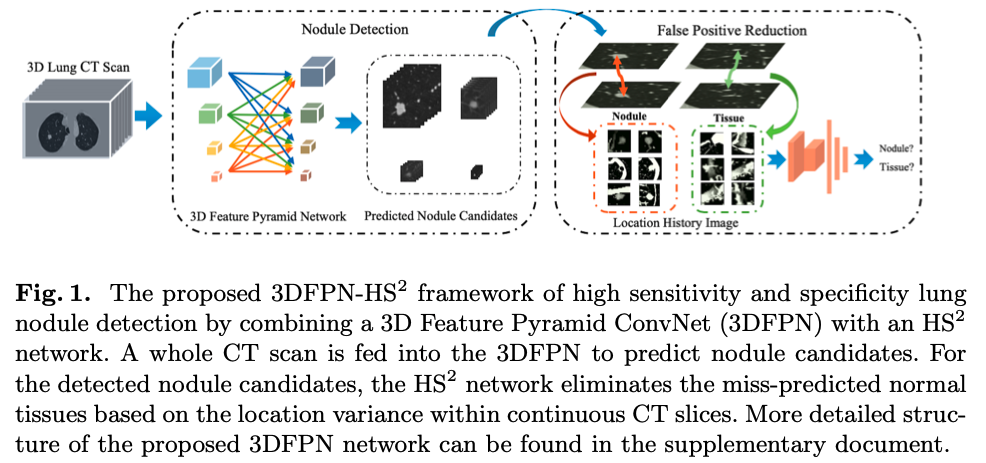 Nodule Detection
False Positive Reduction
3D Lung CT Scan
Nodule
Tissue
Nodule?
Tissue?
3D Feature Pyramid Network
Predicted Nodule Candidates
Location History Image
Fig. 1. The proposed 3DFPN-HS² framework of high sensitivity and specificity lung
nodule detection by combining a 3D Feature Pyramid ConvNet (3DFPN) with an HS²
network. A whole CT scan is fed into the 3DFPN to predict nodule candidates. For
the detected nodule candidates, the HS² network eliminates the miss-predicted normal
tissues based on the location variance within continuous CT slices. More detailed struc-
ture of the proposed 3DFPN network can be found in the supplementary document.